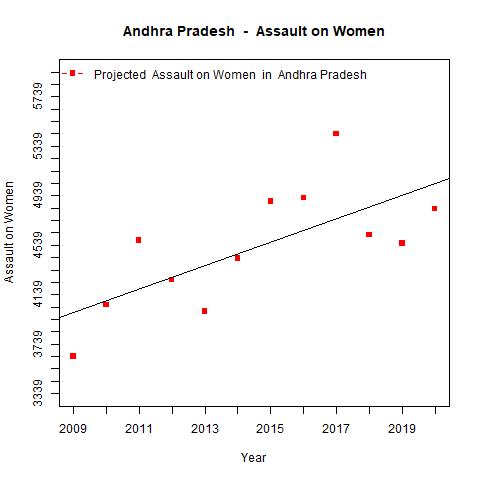 Andhra Pradesh - Assault on Women
Projected Assault on Women in Andhra Pradesh
Assault on Women
5739
5339
4939
4539
4139
3739
3339
2009 2011 2013 2015 2017 2019
Year